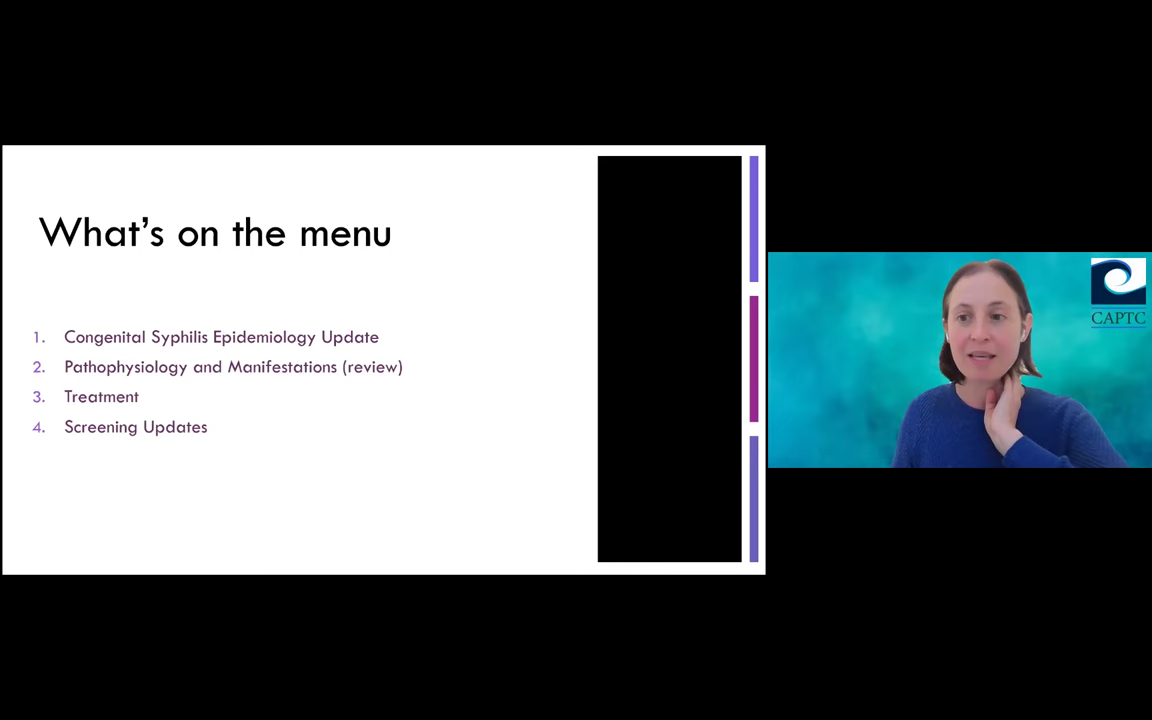 What's on the menu
1. Congenital Syphilis Epidemiology Update
2. Pathophysiology and Manifestations (review)
3. Treatment
4. Screening Updates
CAPTC